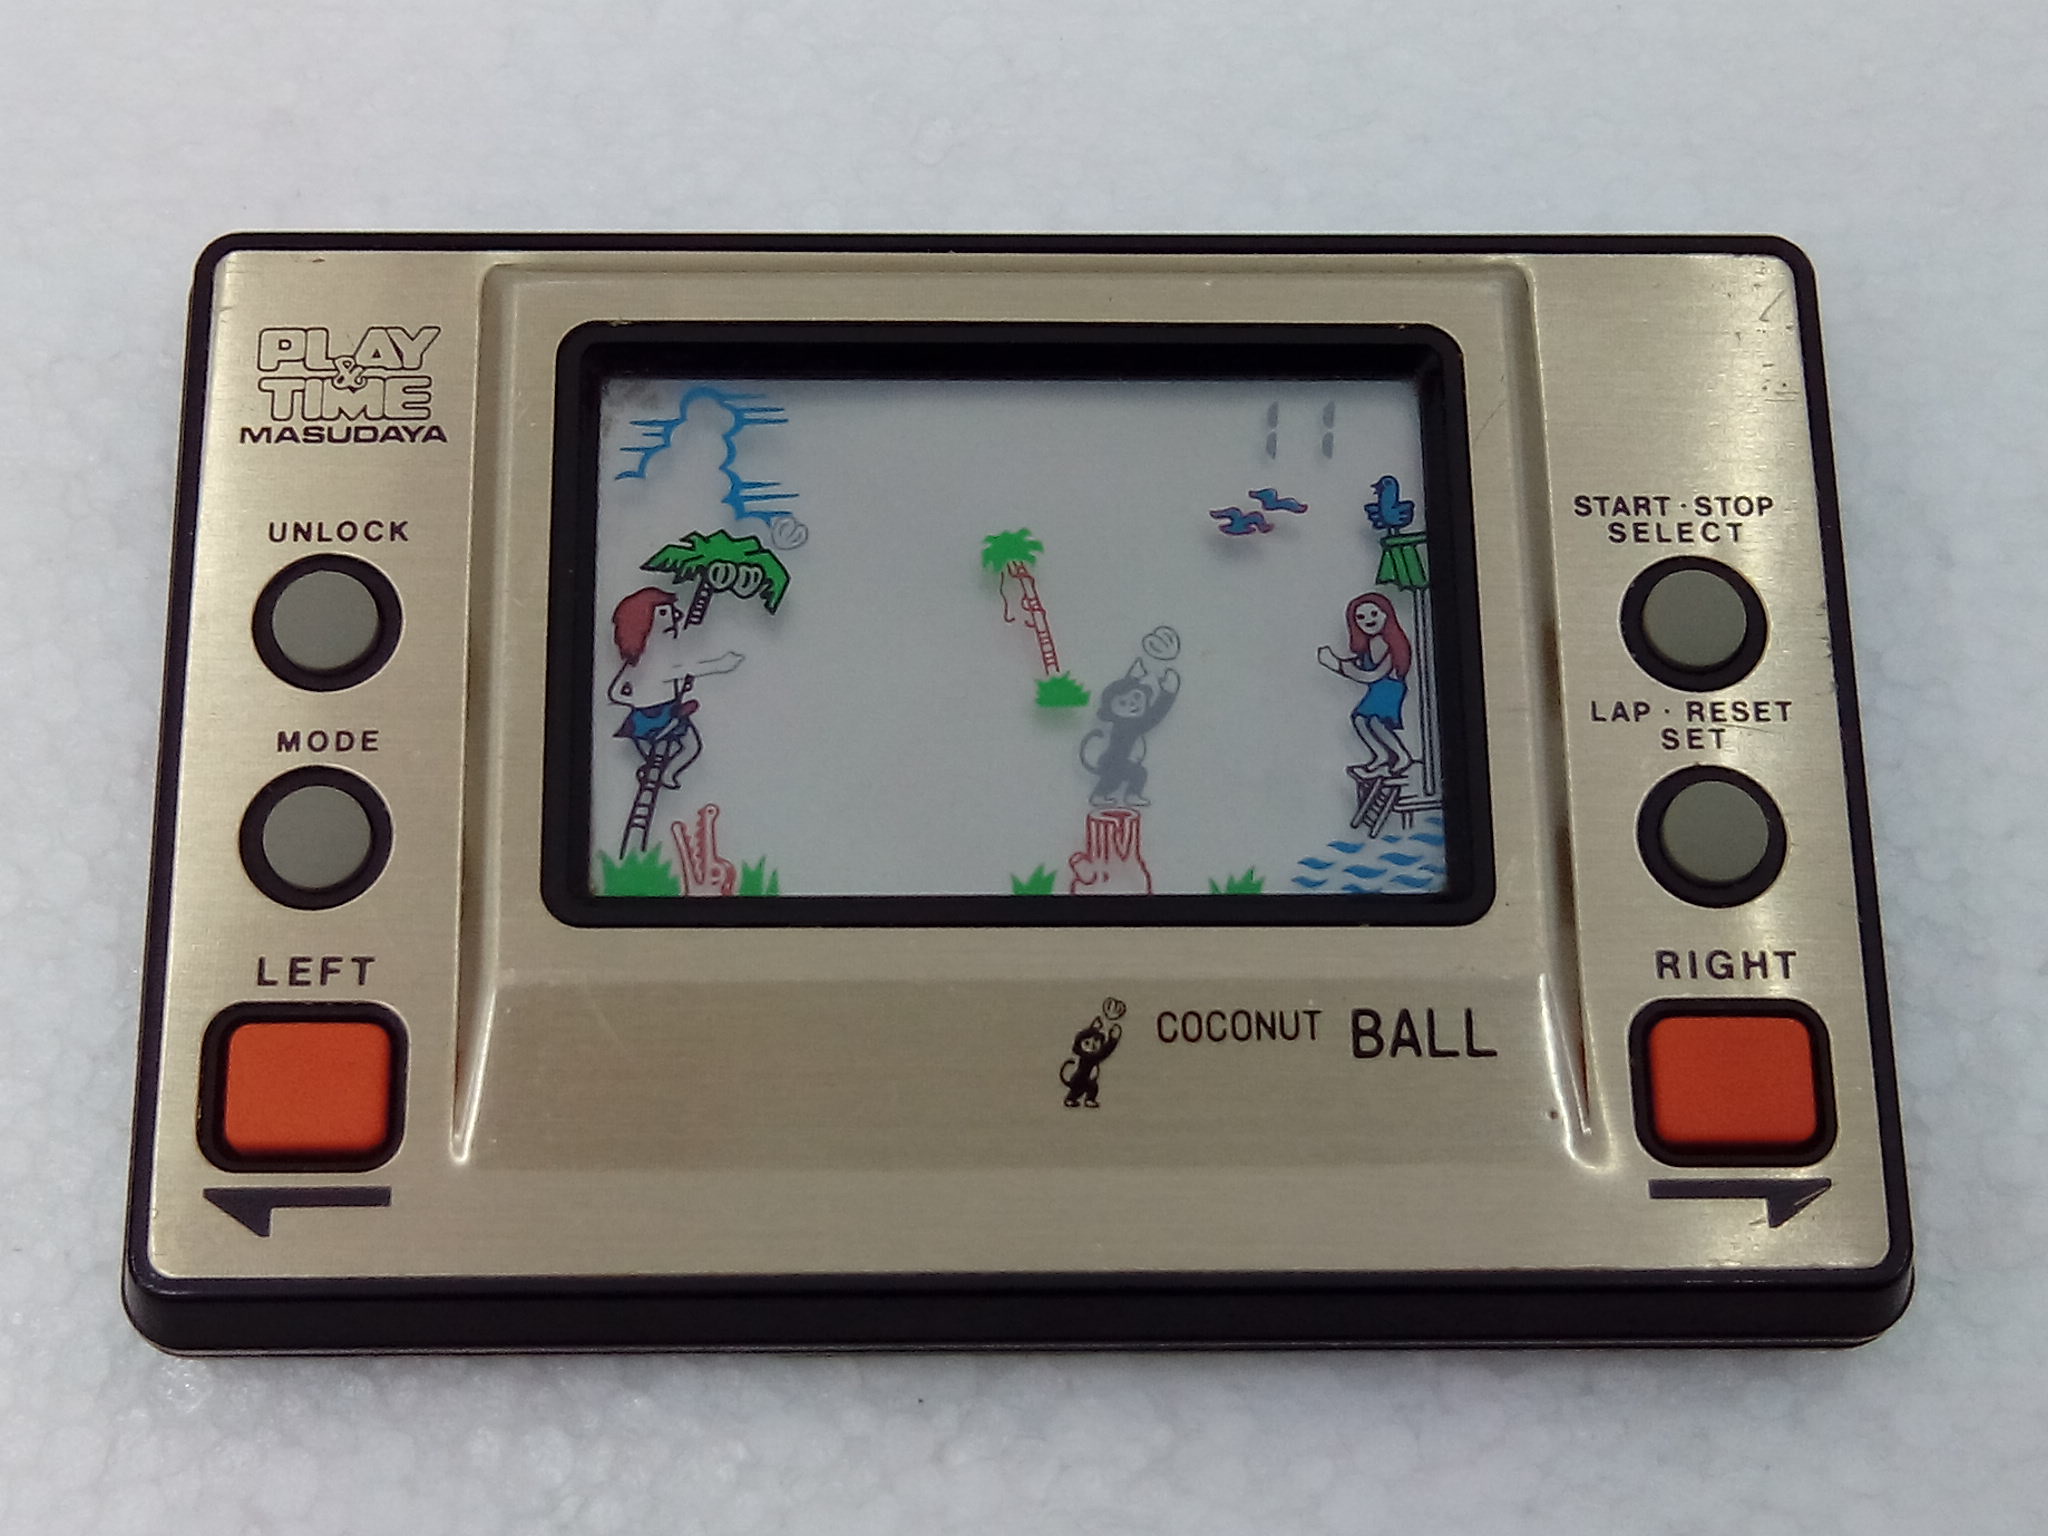 PLAY
&
TIME
MASUDAYA
11
UNLOCK
START · STOP
SELECT
MODE
LAP · RESET
SET
LEFT
RIGHT
COCONUT BALL